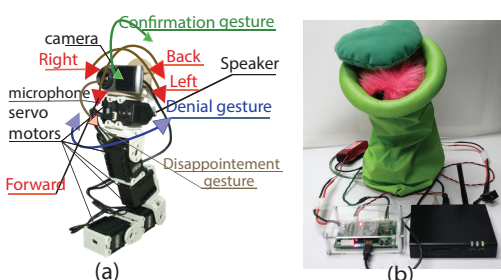 Confirmation gesture
camera
Right
Back
Speaker
Left
microphone
Denial gesture
servo
motors
Disappointement
gesture
Forward
(a)
(b)